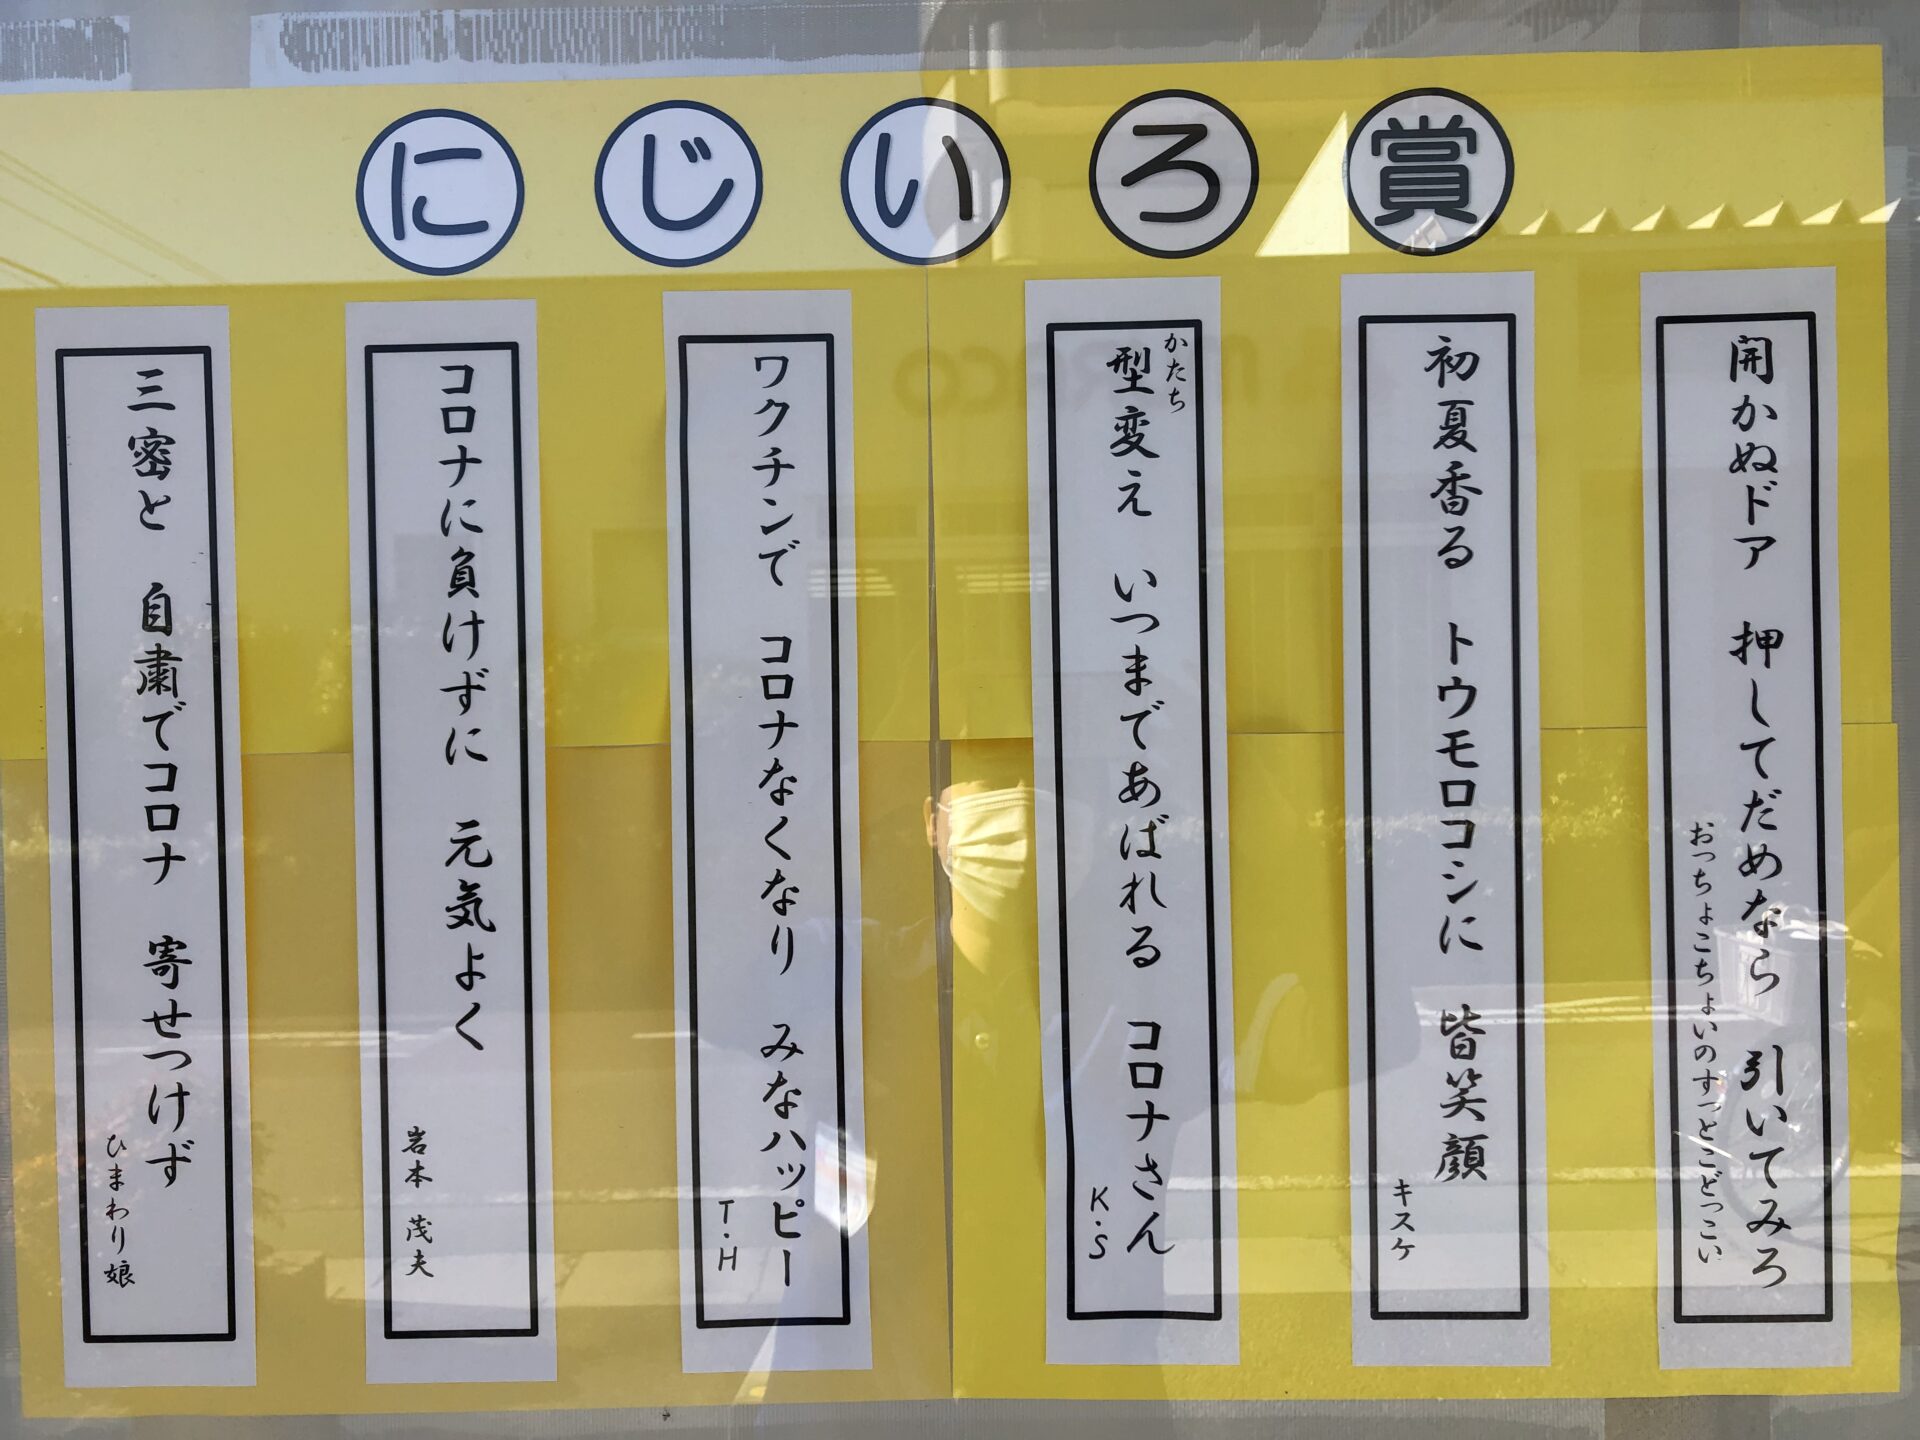 にじいろ賞
開かぬドア 押してだめなら 引いてみろ
おっちょこちょいのすっとこどっこい
初夏香る トウモロコシに 皆笑顔
キスケ
かたち
型変え いつまであばれる コロナさん
K.S
ワクチンで コロナなくなり みなハッピー
T.H
コロナに負けずに 元気よく
岩本 茂夫
三密と 自粛でコロナ 寄せつけず
ひまわり娘